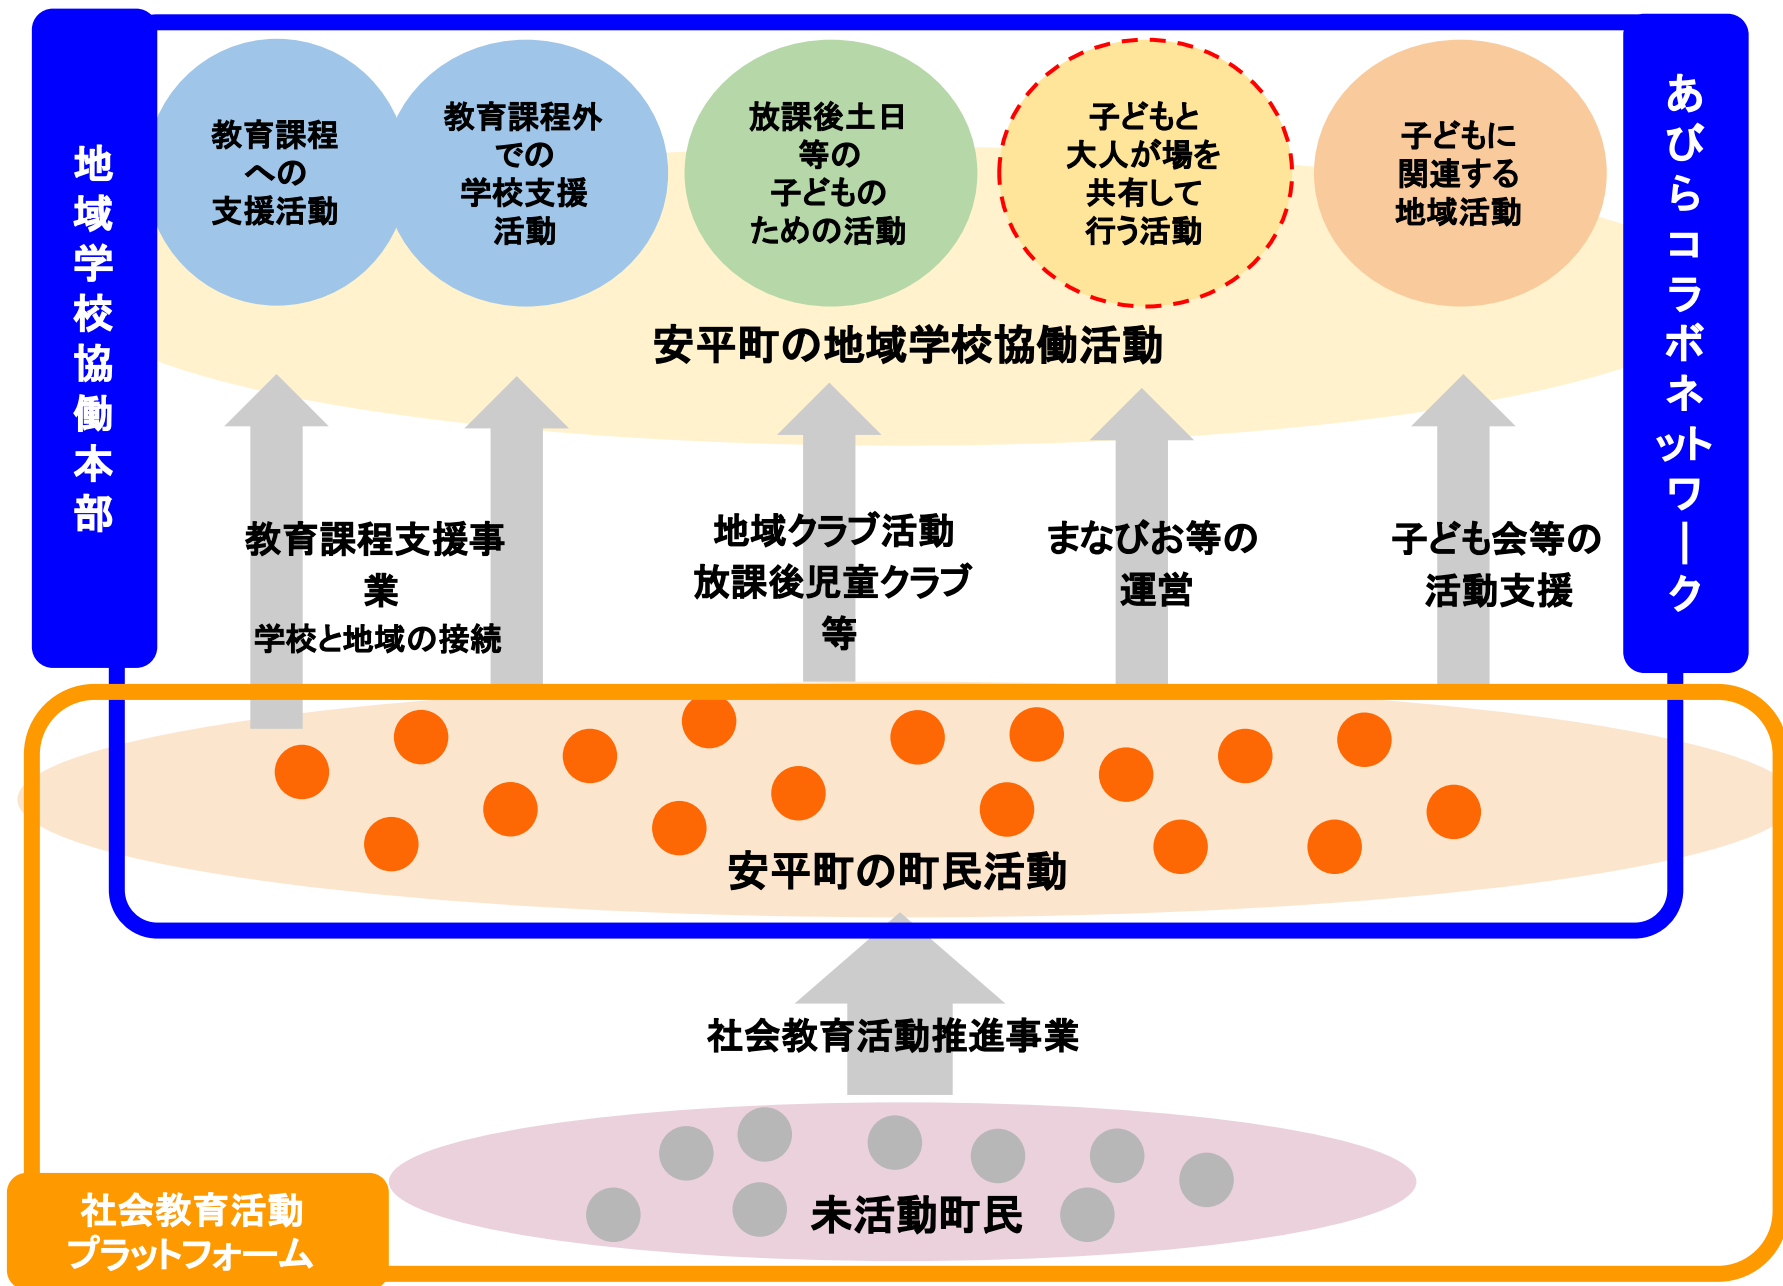 地域学校協働本部
あびらコラボネットワーク
教育課程
への
支援活動
教育課程外
での
学校支援
活動
放課後土日
等の
子どもの
ための活動
子どもと
大人が場を
共有して
行う活動
子どもに
関連する
地域活動
安平町の地域学校協働活動
教育課程支援事
業
学校と地域の接続
地域クラブ活動
放課後児童クラブ
等
まなびお等の
運営
子ども会等の
活動支援
安平町の町民活動
社会教育活動推進事業
未活動町民
社会教育活動
プラットフォーム